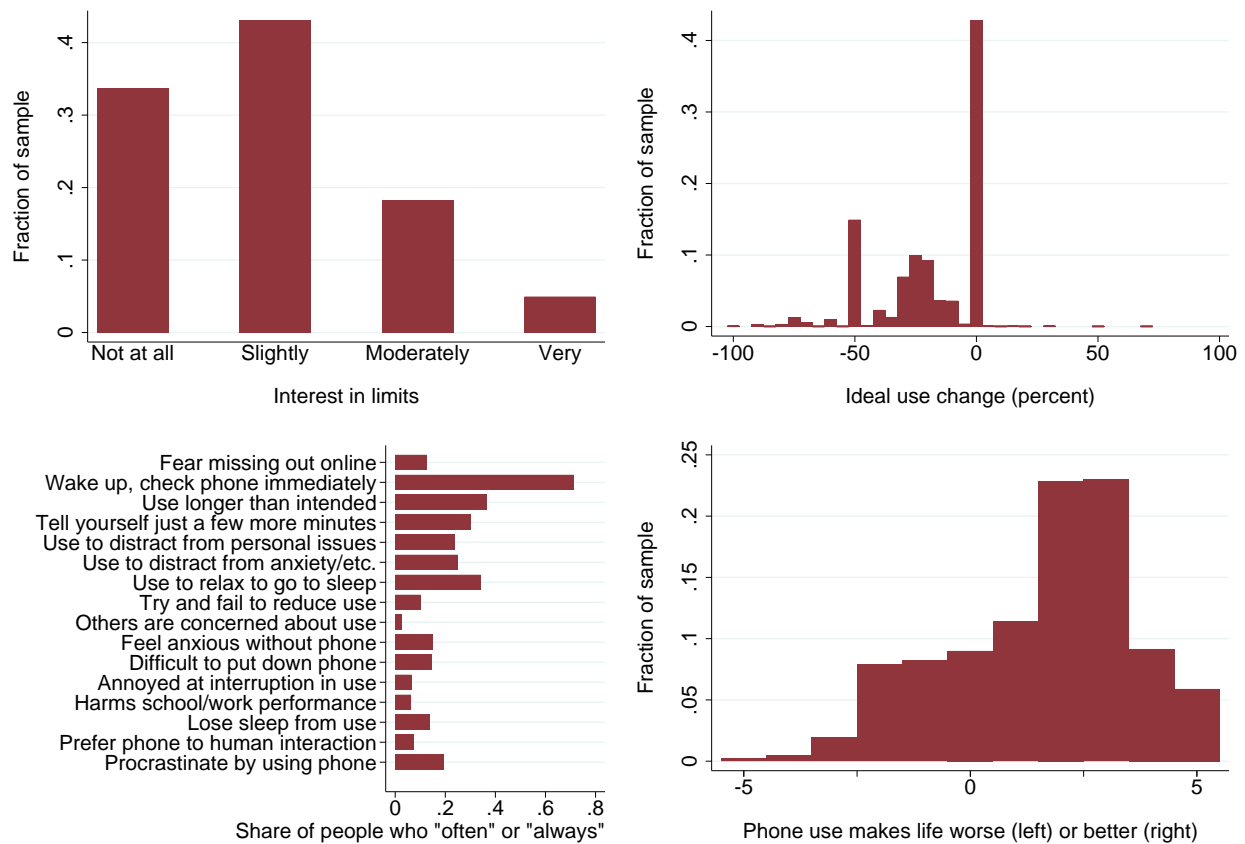 Fraction of sample
.4
.3
.2
.1
0
Not at all Slightly Moderately Very
Interest in limits
Fraction of sample
.4
.3
.2
.1
0
-100 -50 0 50 100
Ideal use change (percent)
Fear missing out online
Wake up, check phone immediately
Use longer than intended
Tell yourself just a few more minutes
Use to distract from personal issues
Use to distract from anxiety/etc.
Use to relax to go to sleep
Try and fail to reduce use
Others are concerned about use
Feel anxious without phone
Difficult to put down phone
Annoyed at interruption in use
Harms school/work performance
Lose sleep from use
Prefer phone to human interaction
Procrastinate by using phone
0 .2 .4 .6 .8
Share of people who "often" or "always"
Fraction of sample
.25
.2
.15
.1
.05
0
-5 0 5
Phone use makes life worse (left) or better (right)